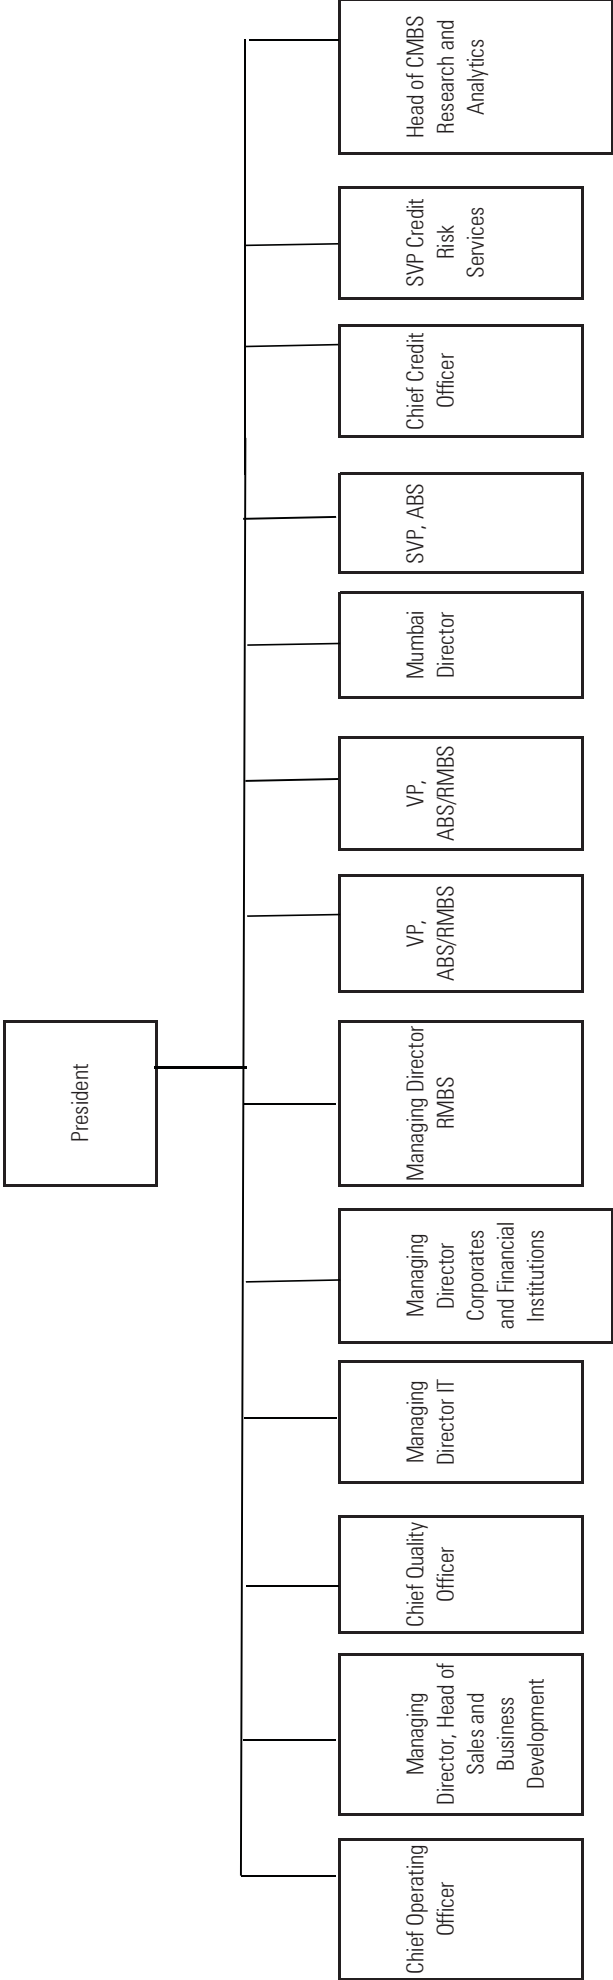 President
Chief Operating
Officer
Managing
Director, Head of
Sales and
Business
Development
Chief Quality
Officer
Managing
Director IT
Managing
Director
Corporates
and Financial
Institutions
Managing Director
RMBS
VP,
ABS/RMBS
VP,
ABS/RMBS
Mumbai
Director
SVP, ABS
Chief Credit
Officer
SVP Credit
Risk
Services
Head of CMBS
Research and
Analytics